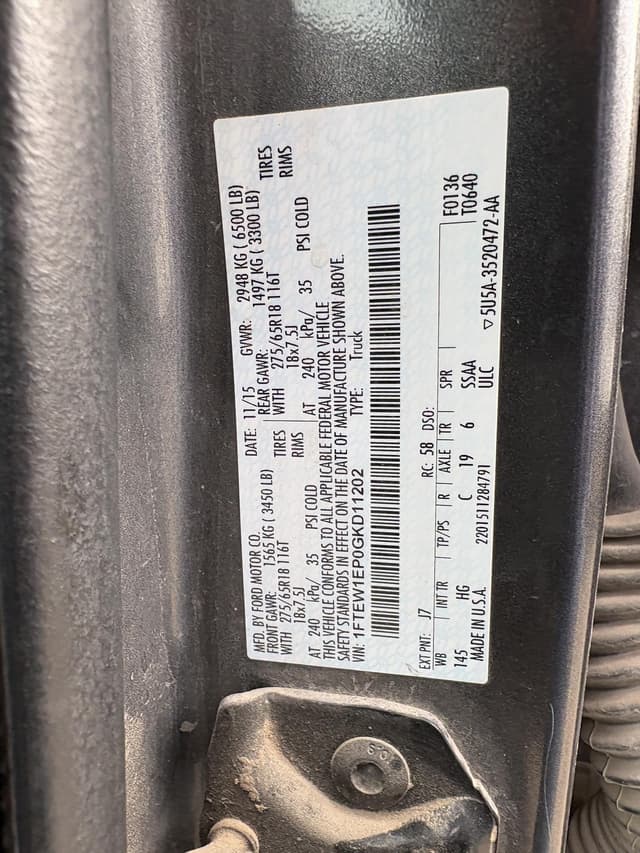 MFD. BY FORD MOTOR CO.
DATE: 11/15 GVWR: 2948 KG ( 6500 LB)
FRONT GAWR: 1565 KG ( 3450 LB) REAR GAWR: 1497 KG ( 3300 LB)
WITH 275/65R18 116T TIRES WITH 275/65R18 116T TIRES
18x7.5J RIMS 18x7.5J RIMS
AT 240 kPa/ 35 PSI COLD AT 240 kPa/ 35 PSI COLD
THIS VEHICLE CONFORMS TO ALL APPLICABLE FEDERAL MOTOR VEHICLE
SAFETY STANDARDS IN EFFECT ON THE DATE OF MANUFACTURE SHOWN ABOVE.
VIN: 1FTEW1EP0GKD11202 TYPE: Truck
F0136
EXT PNT: J7 RC: 58 DSO: T0640
WB INT TR TP/PS R AXLE TR SPR
145 HG C 19 6 SSAA
MADE IN U.S.A. 2201511284791 ULC ▽5U5A-3520472-AA